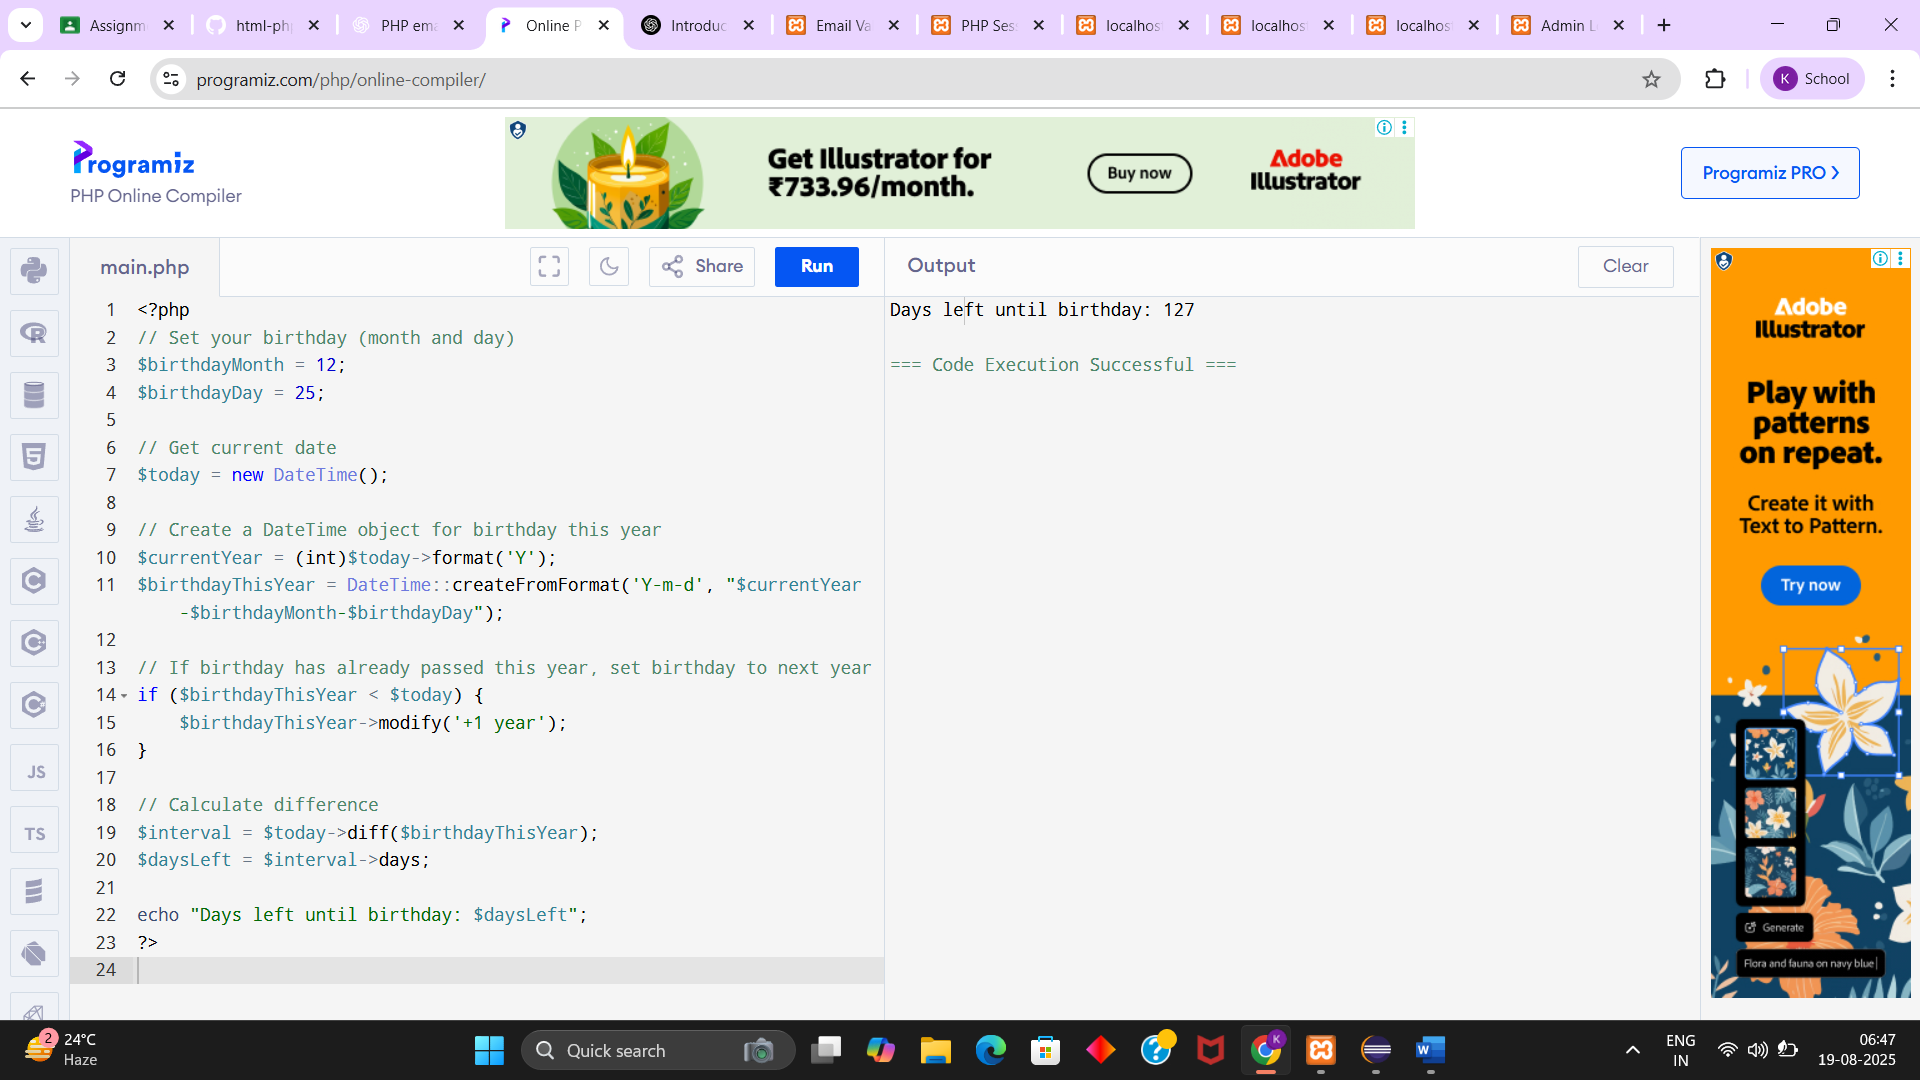 Assignm
html-ph
PHP ema
Online P
Introduc
Email Va
PHP Ses
localhos
localhos
localhos
Admin L
programiz.com/php/online-compiler/
K School
Programiz
PHP Online Compiler
Get Illustrator for
₹733.96/month.
Buy now
Adobe
Illustrator
Programiz PRO >
main.php
Share
Run
Output
Clear
1 <?php
2 // Set your birthday (month and day)
3 $birthdayMonth = 12;
4 $birthdayDay = 25;
5
6 // Get current date
7 $today = new DateTime();
8
9 // Create a DateTime object for birthday this year
10 $currentYear = (int)$today->format('Y');
11 $birthdayThisYear = DateTime::createFromFormat('Y-m-d', "$currentYear
-$birthdayMonth-$birthdayDay");
12
13 // If birthday has already passed this year, set birthday to next year
14 if ($birthdayThisYear < $today) {
15 $birthdayThisYear->modify('+1 year');
16 }
17
18 // Calculate difference
19 $interval = $today->diff($birthdayThisYear);
20 $daysLeft = $interval->days;
21
22 echo "Days left until birthday: $daysLeft";
23 ?>
24
Days left until birthday: 127
=== Code Execution Successful ===
JS
TS
Adobe
Illustrator
Play with
patterns
on repeat.
Create it with
Text to Pattern.
Try now
Generate
Flora and fauna on navy blue
2
24°C
Haze
Quick search
K
ENG
IN
06:47
19-08-2025